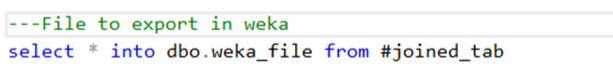 ---File to export in weka
select * into dbo.weka_file from #joined_tab